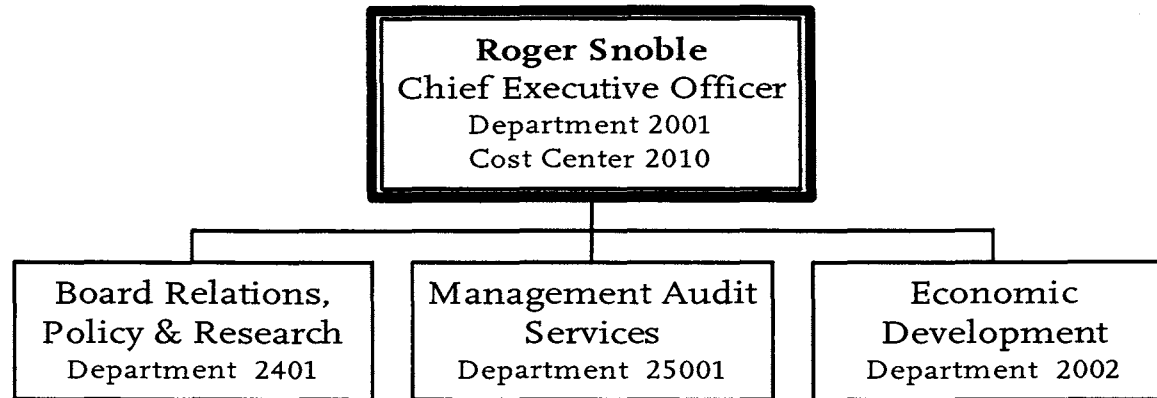 Roger Snoble
Chief Executive Officer
Department 2001
Cost Center 2010
Board Relations,
Policy & Research
Department 2401
Management Audit
Services
Department 25001
Economic
Development
Department 2002